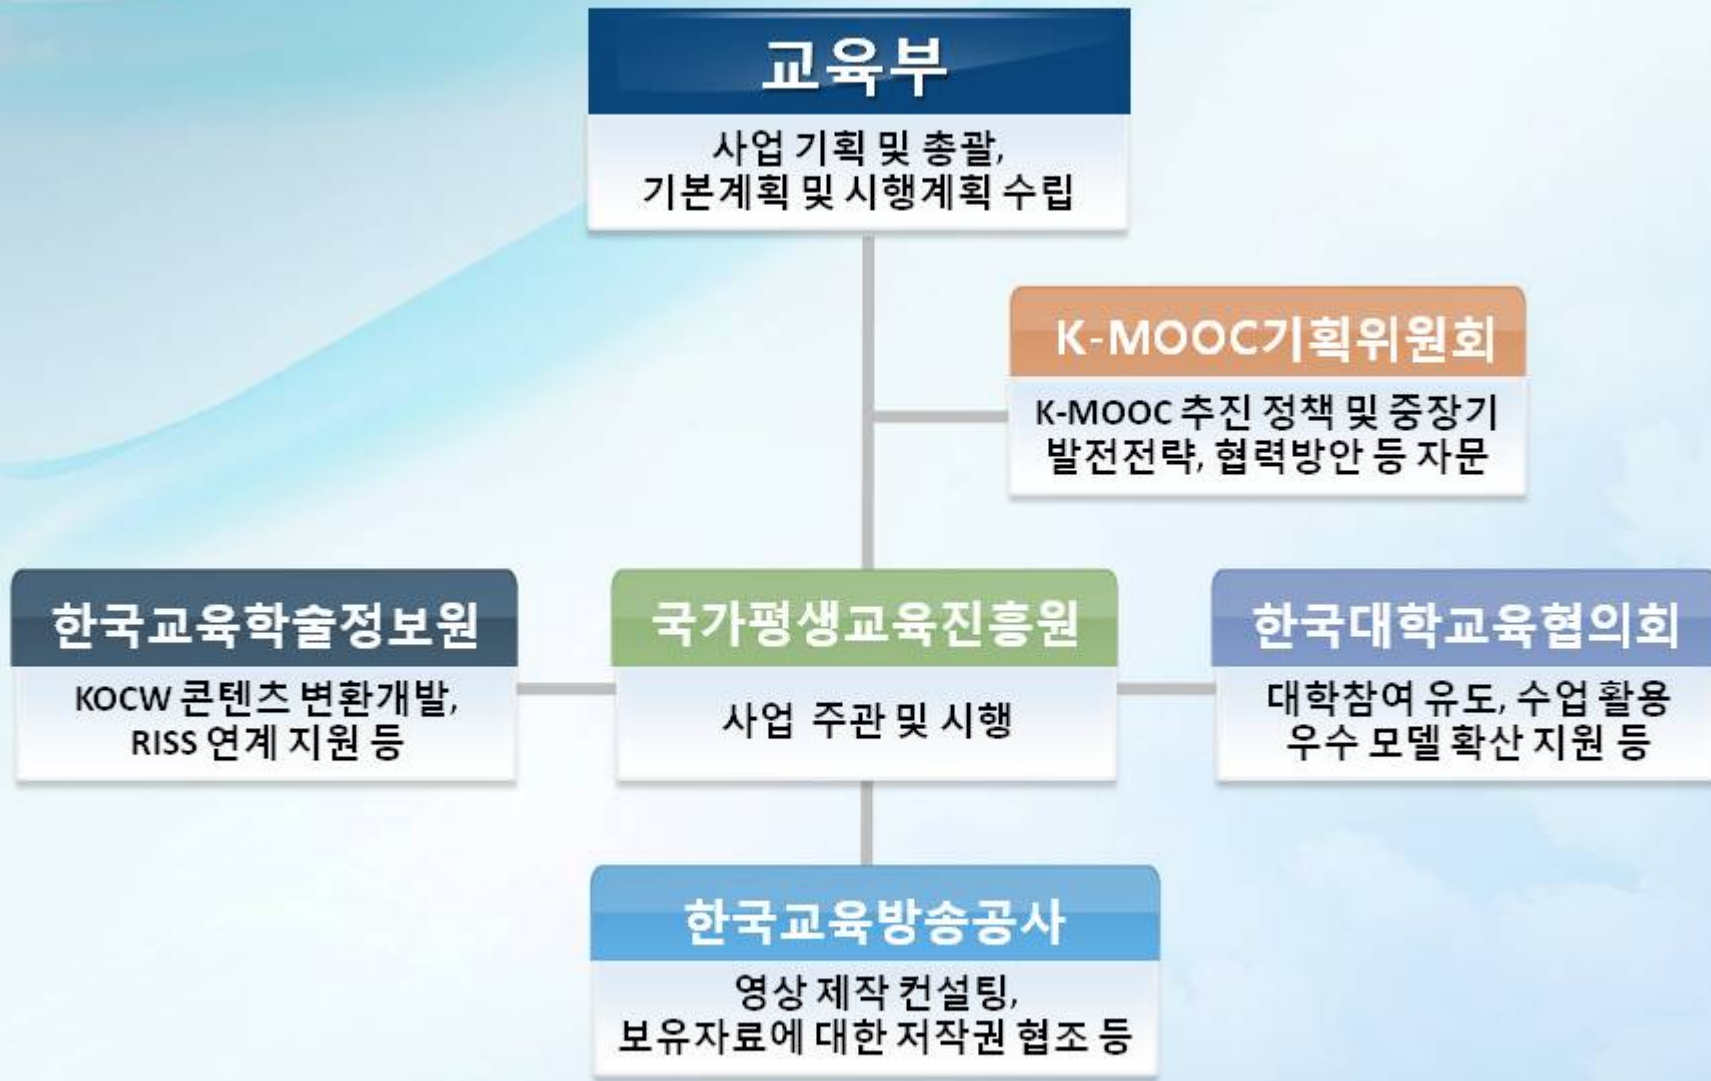 교육부
사업 기획 및 총괄,
기본계획 및 시행계획 수립
K-MOOC기획위원회
K-MOOC 추진 정책 및 중장기
발전전략, 협력방안 등 자문
한국교육학술정보원
KOCW 콘텐츠 변환개발,
RISS 연계 지원 등
국가평생교육진흥원
사업 주관 및 시행
한국대학교육협의회
대학참여 유도, 수업 활용
우수 모델 확산 지원 등
한국교육방송공사
영상 제작 컨설팅,
보유자료에 대한 저작권 협조 등